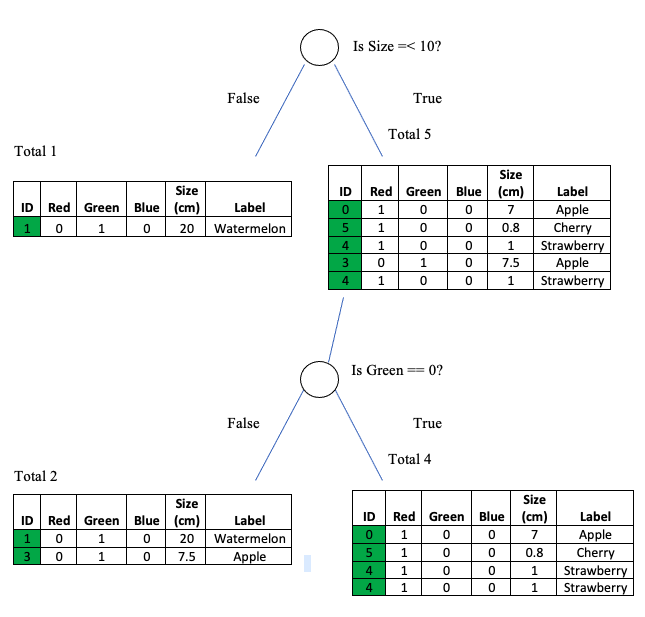 Is Size =< 10?
False
True
Total 5
Total 1
ID Red Green Blue Size (cm) Label
1 0 1 0 20 Watermelon
ID Red Green Blue Size (cm) Label
0 1 0 0 7 Apple
5 1 0 0 0.8 Cherry
4 1 0 0 1 Strawberry
3 0 1 0 7.5 Apple
4 1 0 0 1 Strawberry
Is Green == 0?
False
True
Total 4
Total 2
ID Red Green Blue Size (cm) Label
1 0 1 0 20 Watermelon
3 0 1 0 7.5 Apple
ID Red Green Blue Size (cm) Label
0 1 0 0 7 Apple
5 1 0 0 0.8 Cherry
4 1 0 0 1 Strawberry
4 1 0 0 1 Strawberry